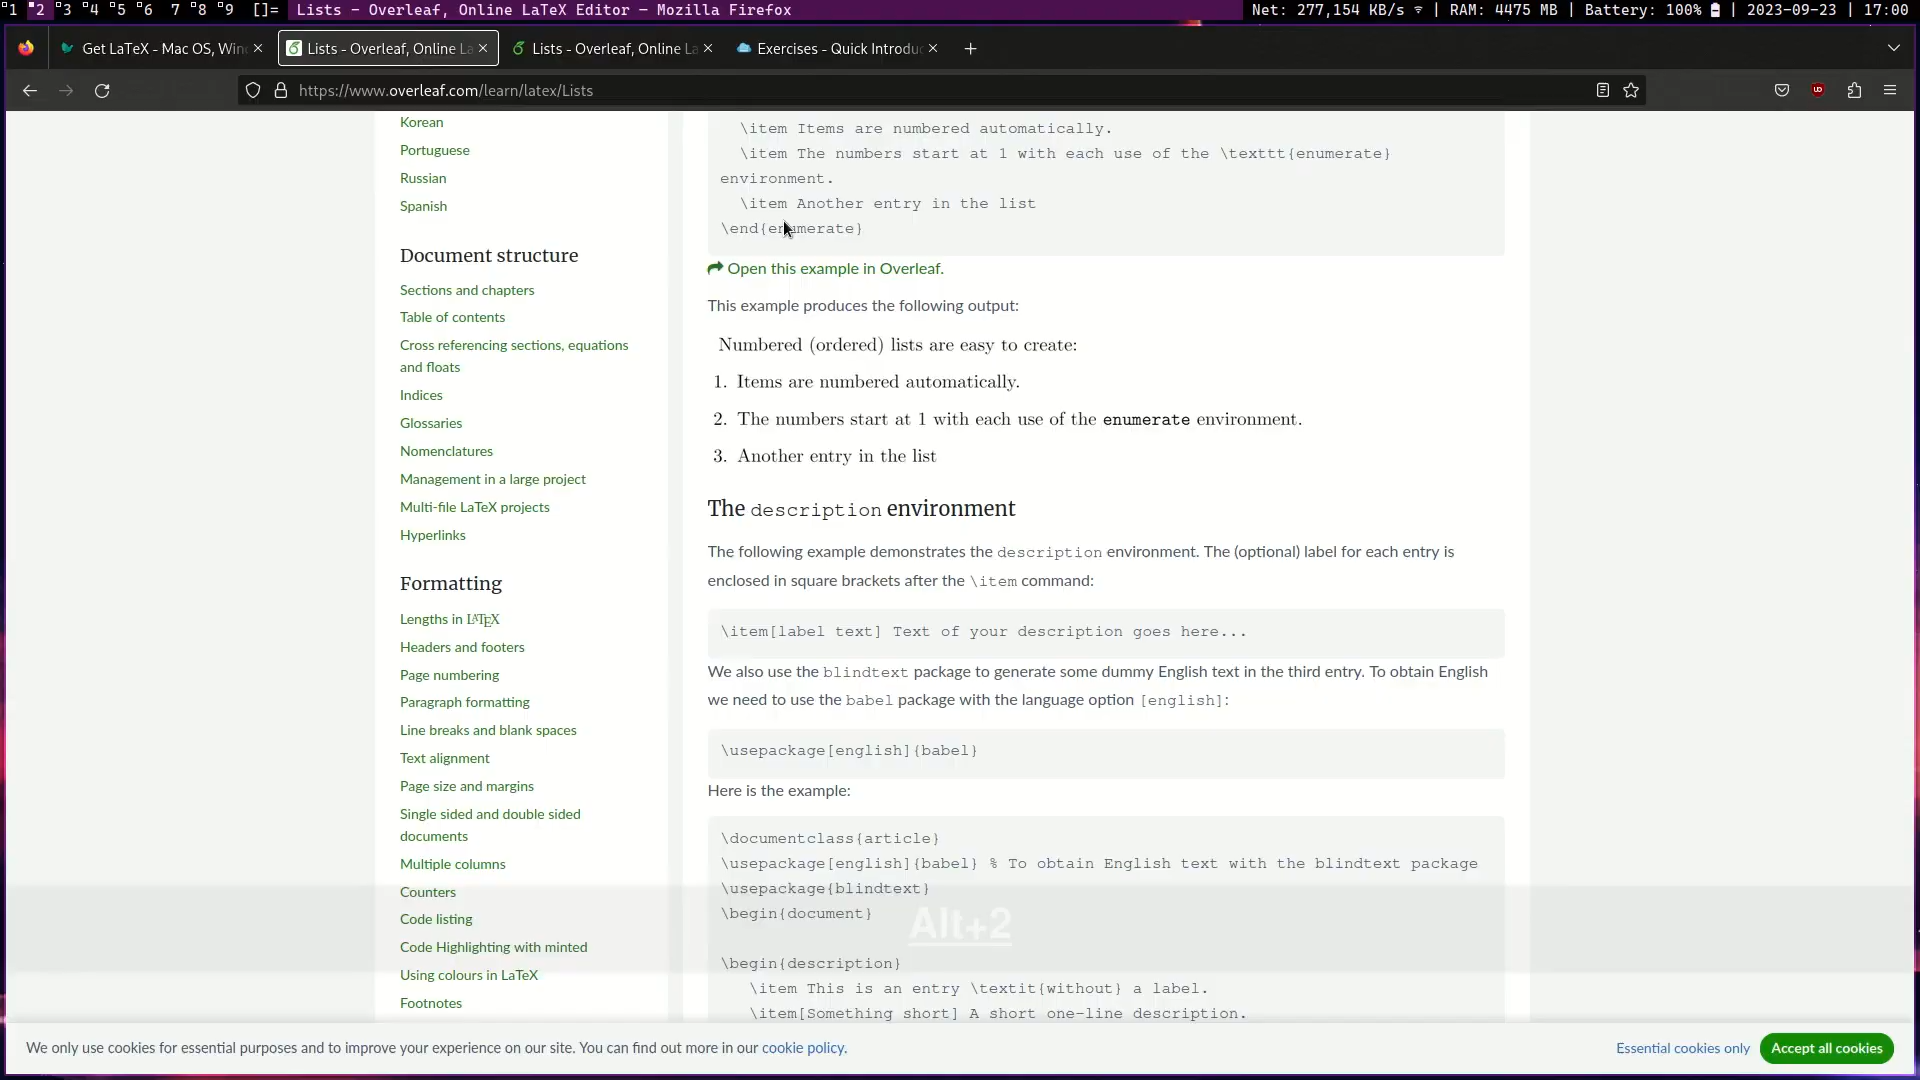 1 2 3 4 5 6 7 8 9 []= Lists - Overleaf, Online LaTeX Editor — Mozilla Firefox Net: 277,154 KB/s | RAM: 4475 MB | Battery: 100% | 2023-09-23 | 17:00
Get LaTeX - Mac OS, Win
Lists - Overleaf, Online La
Lists - Overleaf, Online La
Exercises - Quick Introduc
https://www.overleaf.com/learn/latex/Lists
Korean
Portuguese
Russian
Spanish
Document structure
Sections and chapters
Table of contents
Cross referencing sections, equations
and floats
Indices
Glossaries
Nomenclatures
Management in a large project
Multi-file LaTeX projects
Hyperlinks
Formatting
Lengths in LATEX
Headers and footers
Page numbering
Paragraph formatting
Line breaks and blank spaces
Text alignment
Page size and margins
Single sided and double sided
documents
Multiple columns
Counters
Code listing
Code Highlighting with minted
Using colours in LaTeX
Footnotes
\item Items are numbered automatically.
\item The numbers start at 1 with each use of the \texttt{enumerate}
environment.
\item Another entry in the list
\end{enumerate}
Open this example in Overleaf.
This example produces the following output:
Numbered (ordered) lists are easy to create:
1. Items are numbered automatically.
2. The numbers start at 1 with each use of the enumerate environment.
3. Another entry in the list
The description environment
The following example demonstrates the description environment. The (optional) label for each entry is
enclosed in square brackets after the \item command:
\item[label text] Text of your description goes here...
We also use the blindtext package to generate some dummy English text in the third entry. To obtain English
we need to use the babel package with the language option [english]:
\usepackage[english]{babel}
Here is the example:
\documentclass{article}
\usepackage[english]{babel} % To obtain English text with the blindtext package
\usepackage{blindtext}
\begin{document}
Alt+2
\begin{description}
\item This is an entry \textit{without} a label.
\item[Something short] A short one-line description.
We only use cookies for essential purposes and to improve your experience on our site. You can find out more in our cookie policy.
Essential cookies only
Accept all cookies